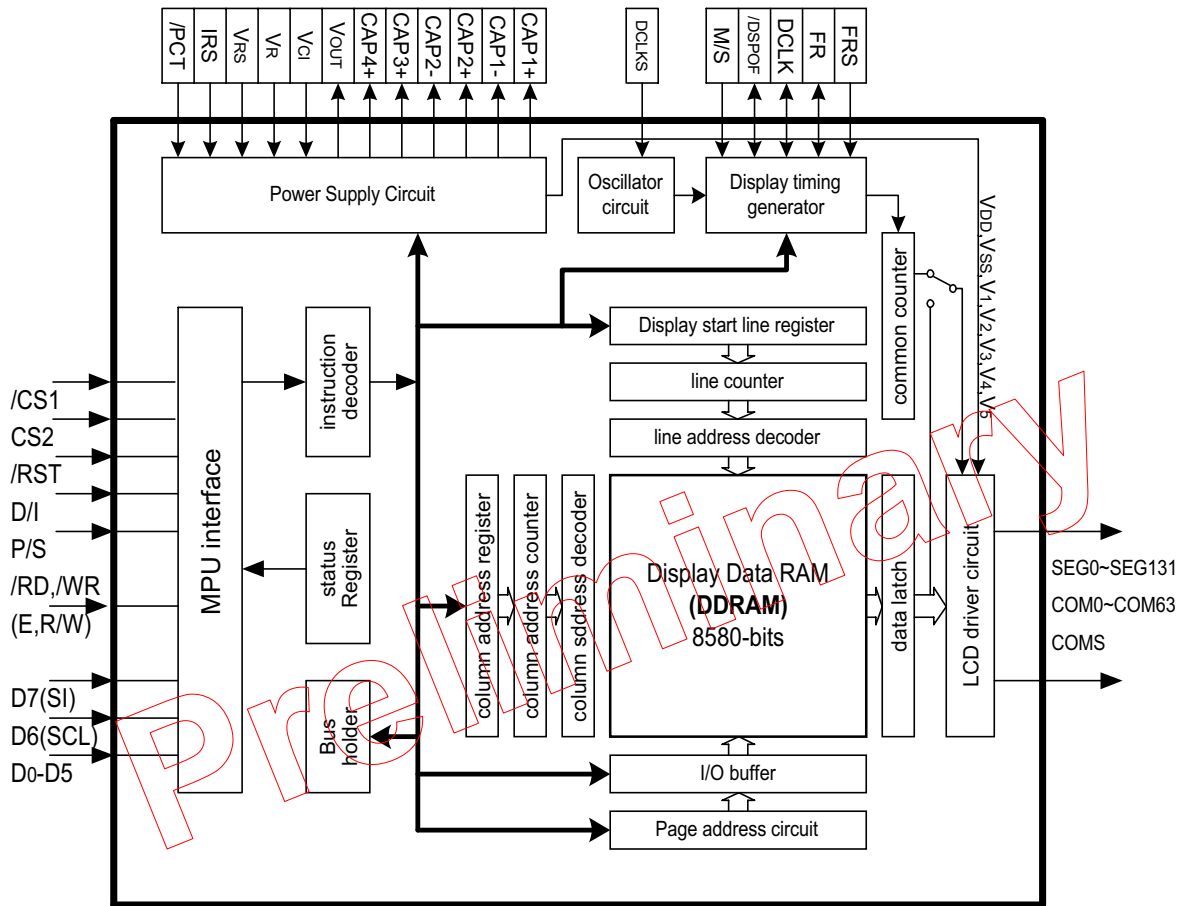 /PCT
IRS
VRS
VR
VCI
VOUT
CAP4+
CAP3+
CAP2-
CAP2+
CAP1-
CAP1+
DCLKS
M/S
/DSPOF
DCLK
FR
FRS
Power Supply Circuit
Oscillator
circuit
Display timing
generator
VDD,VSS,V1,V2,V3,V4,V5
common counter
MPU interface
instruction
decoder
Display start line register
line counter
line address decoder
/CS1
CS2
/RST
D/I
P/S
/RD,/WR
(E,R/W)
D7(SI)
D6(SCL)
D0-D5
status
Register
Bus
holder
column address register
column address counter
column sddress decoder
Display Data RAM
(DDRAM)
8580-bits
data latch
LCD driver circuit
SEG0~SEG131
COM0~COM63
COMS
I/O buffer
Page address circuit
Preliminary